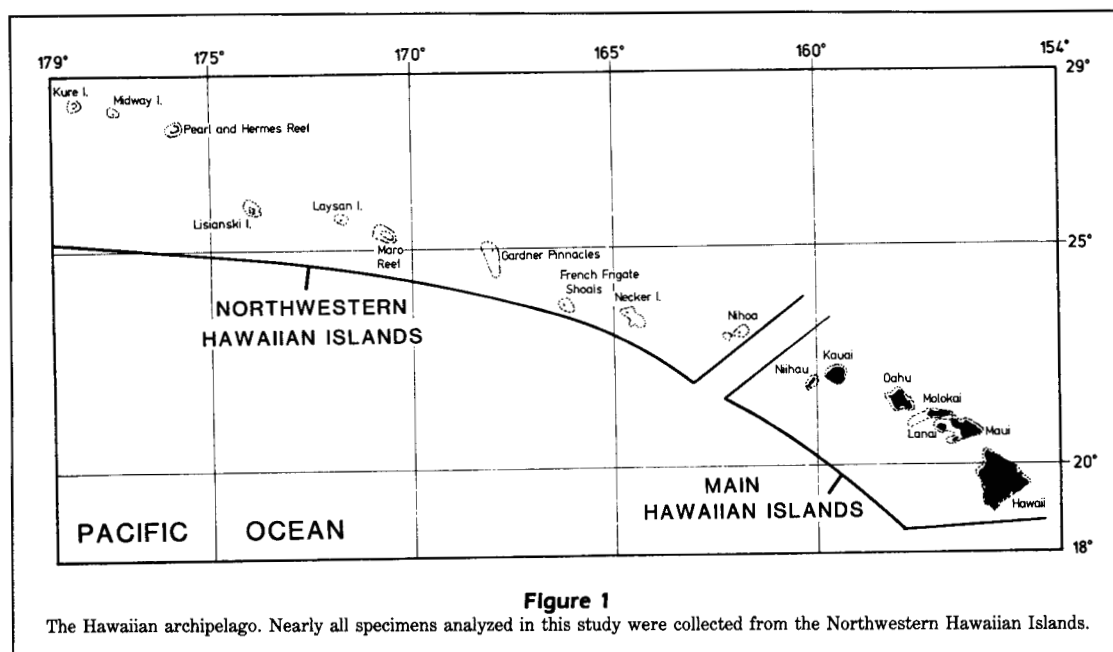 179°
175°
170°
165°
160°
154°
29°
Kure I.
Midway I.
Pearl and Hermes Reef
Lisianski I.
Laysan I.
Maro
Reef
25°
Gardner Pinnacles
French Frigate
Shoals
Necker I.
NORTHWESTERN
HAWAIIAN ISLANDS
Nihoa
Niihau
Kauai
Oahu
Molokai
Lanai
Maui
20°
Hawaii
MAIN
HAWAIIAN ISLANDS
PACIFIC OCEAN
18°
Figure 1
The Hawaiian archipelago. Nearly all specimens analyzed in this study were collected from the Northwestern Hawaiian Islands.